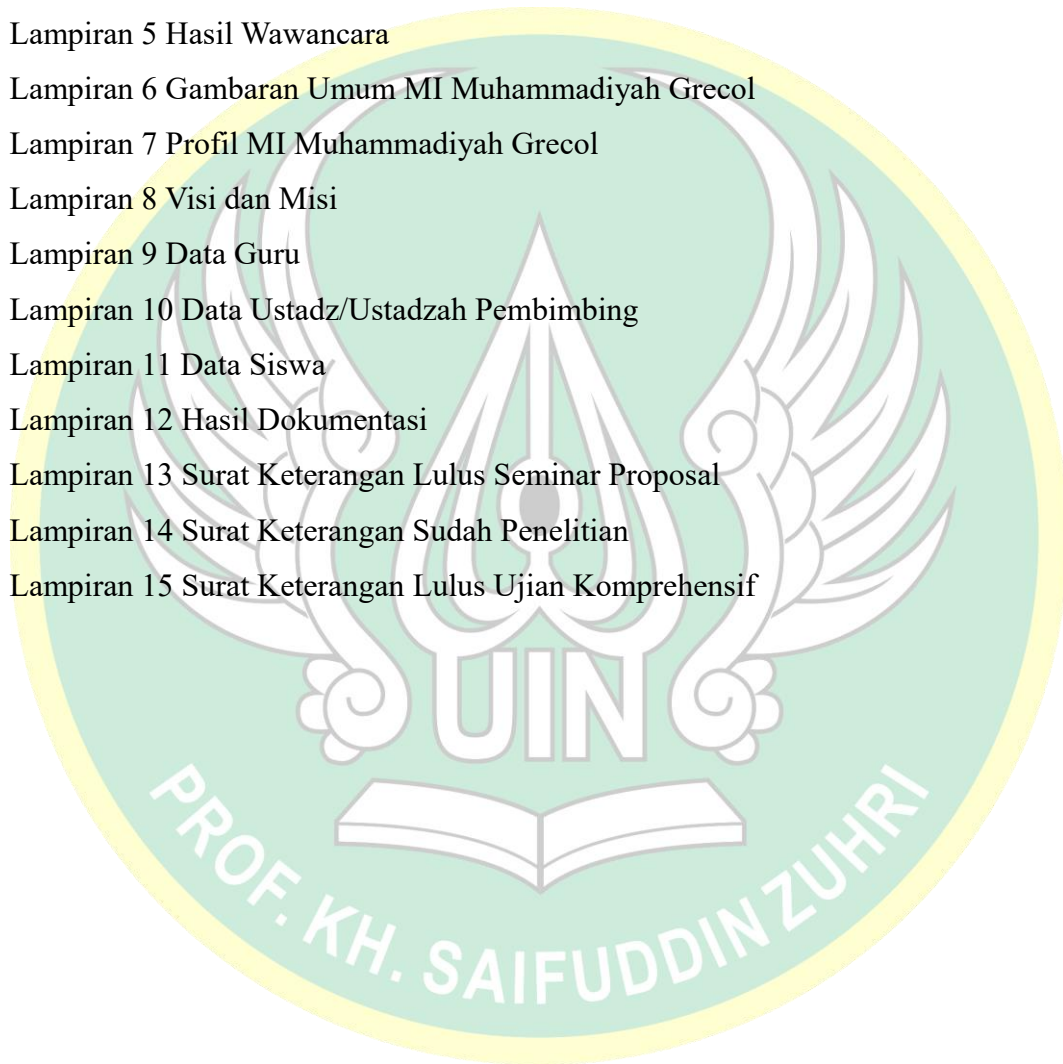 Lampiran 5 Hasil Wawancara
Lampiran 6 Gambaran Umum MI Muhammadiyah Grecol
Lampiran 7 Profil MI Muhammadiyah Grecol
Lampiran 8 Visi dan Misi
Lampiran 9 Data Guru
Lampiran 10 Data Ustadz/Ustadzah Pembimbing
Lampiran 11 Data Siswa
Lampiran 12 Hasil Dokumentasi
Lampiran 13 Surat Keterangan Lulus Seminar Proposal
Lampiran 14 Surat Keterangan Sudah Penelitian
Lampiran 15 Surat Keterangan Lulus Ujian Komprehensif
UIN
PROF. KH. SAIFUDDIN ZUHRI